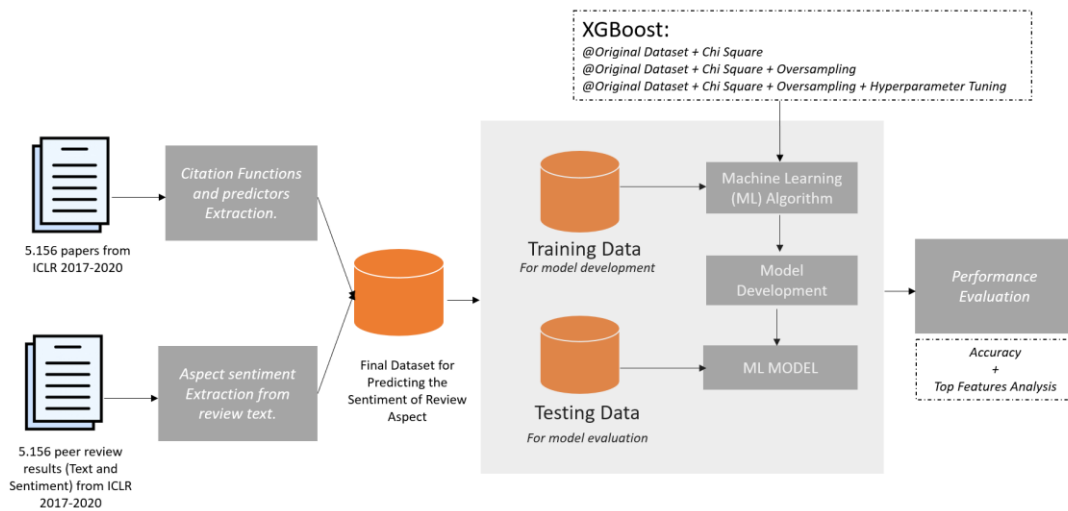 XGBoost:
@Original Dataset + Chi Square
@Original Dataset + Chi Square + Oversampling
@Original Dataset + Chi Square + Oversampling + Hyperparameter Tuning
Citation Functions
and predictors
Extraction.
5.156 papers from
ICLR 2017-2020
Aspect sentiment
Extraction from
review text.
5.156 peer review
results (Text and
Sentiment) from ICLR
2017-2020
Final Dataset for
Predicting the
Sentiment of Review
Aspect
Training Data
For model development
Testing Data
For model evaluation
Machine Learning
(ML) Algorithm
Model
Development
ML MODEL
Performance
Evaluation
Accuracy
+
Top Features Analysis